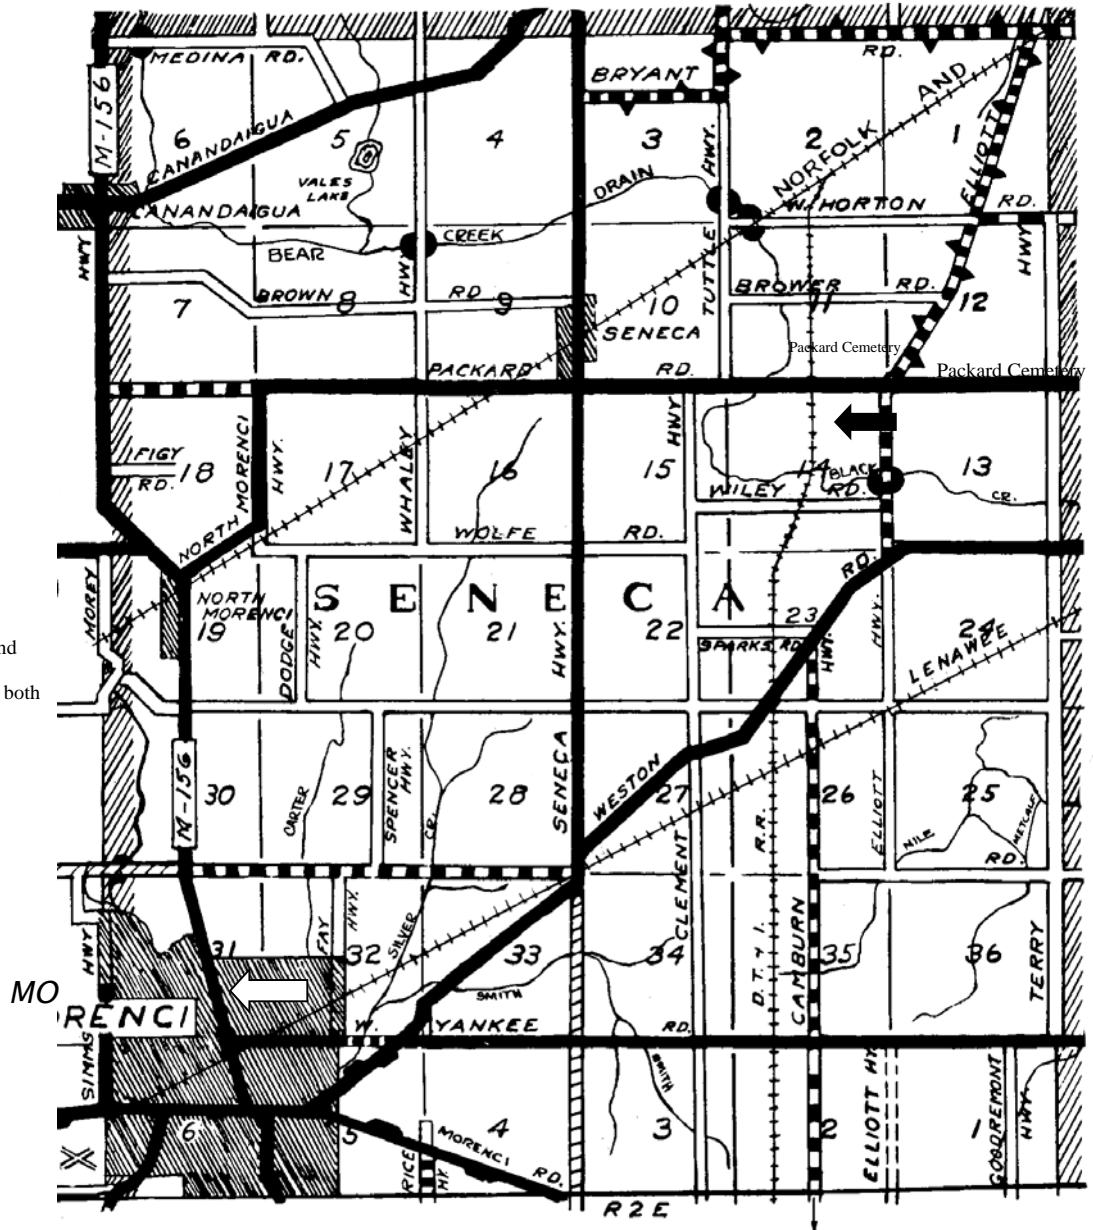 MEDINA RD.
RD.
BRYANT
AND
M-156
CANANDAIGUA
6
5
4
3
HWY.
2
1
ELLIOTT
NORFOLK
VALES
LAKE
DRAIN
CANANDAIGUA
W. HORTON
RD.
HWY
BEAR
CREEK
HWY
TUTTLE
HWY
BROWN
RD
BROWER
RD.
7
8
9
10
11
12
SENECA
Packard Cemetery
PACKARD
RD.
Packard Cemetery
FIGY
RD.
18
NORTH MORENCI
HWY.
17
WHALEY
16
15
HWY
14
BLACK
13
WILEY
RD.
CR.
WOLFE
RD.
RD.
MOREY
NORTH
MORENCI
S E N E C A
19
DODGE
HWY.
20
21
HWY.
22
23
HWY.
24
SPARKS RD.
HWY.
LENAWEE
nd
both
M-156
30
CARTER
29
SPENCER
HWY.
28
CR.
SENECA
WESTON
27
D.T. & I. R.R.
26
ELLIOTT
25
NILE
METCALF
RD.
SIMMS HWY
31
FAY
HWY.
32
SILVER
33
SMITH
34
CLEMENT
CAMBURN
35
36
TERRY
MO
RENCI
W. YANKEE
RD.
SMITH
6
5
RICE
HY.
4
MORENCI
RD.
3
2
ELLIOTT HY.
1
GOODREMONT
HWY.
R 2 E